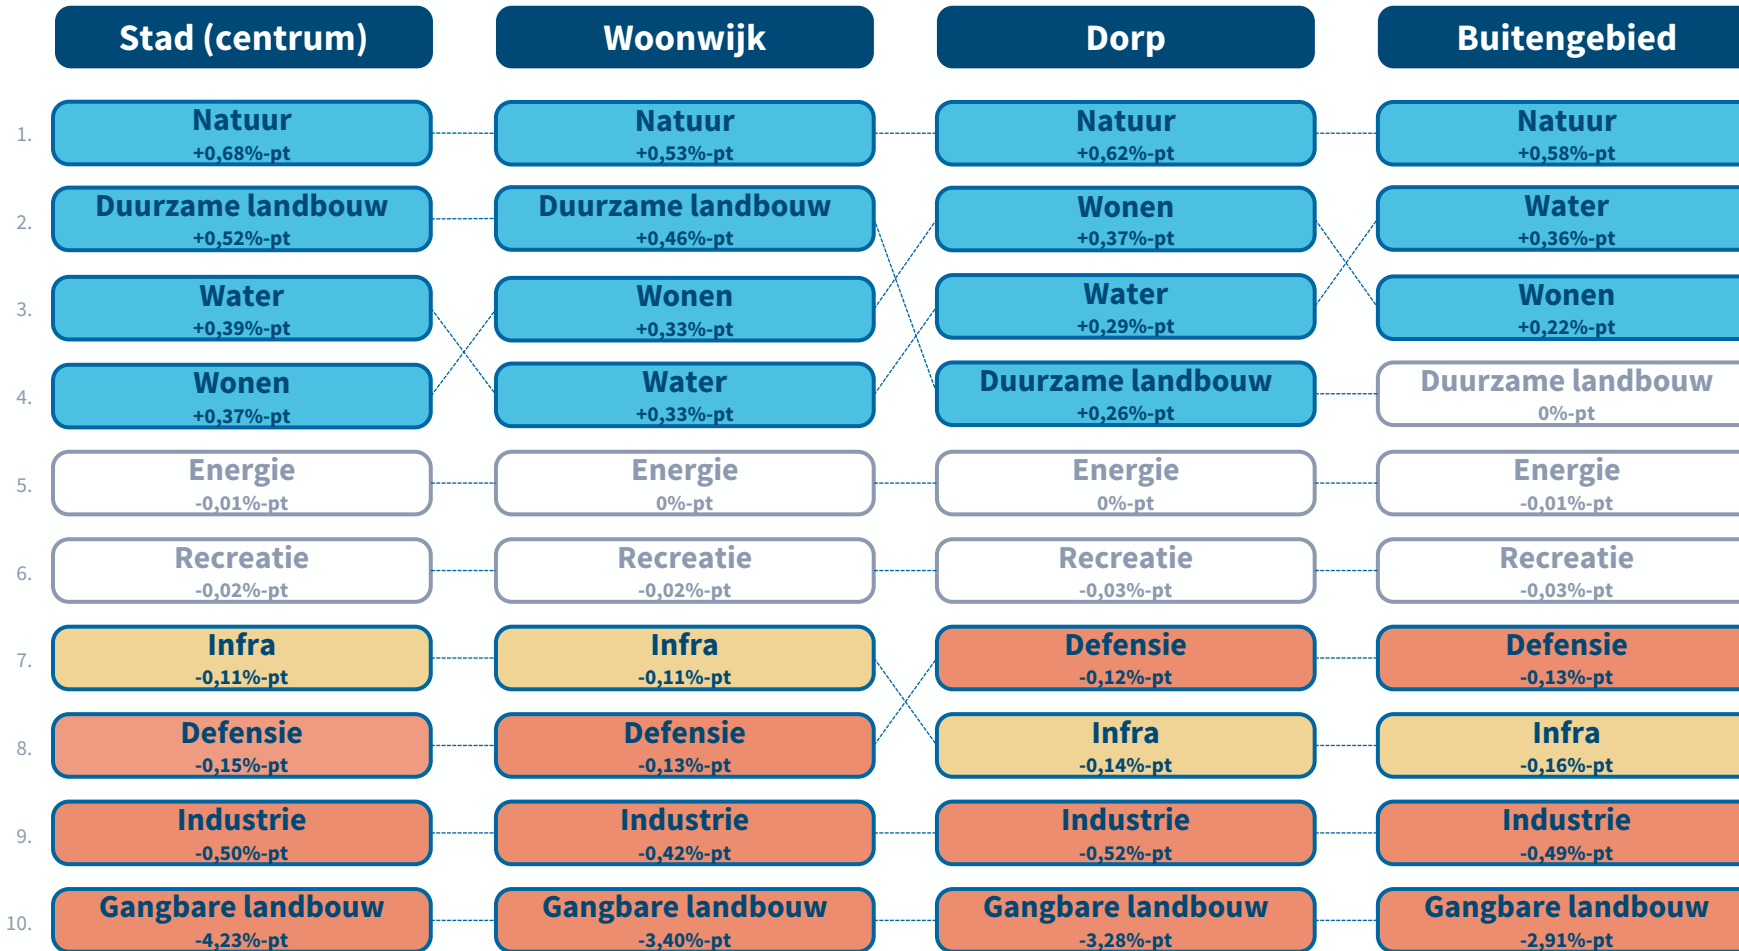 Stad (centrum)
Woonwijk
Dorp
Buitengebied
1.
Natuur
+0,68%-pt
Natuur
+0,53%-pt
Natuur
+0,62%-pt
Natuur
+0,58%-pt
2.
Duurzame landbouw
+0,52%-pt
Duurzame landbouw
+0,46%-pt
Wonen
+0,37%-pt
Water
+0,36%-pt
3.
Water
+0,39%-pt
Wonen
+0,33%-pt
Water
+0,29%-pt
Wonen
+0,22%-pt
4.
Wonen
+0,37%-pt
Water
+0,33%-pt
Duurzame landbouw
+0,26%-pt
Duurzame landbouw
0%-pt
5.
Energie
-0,01%-pt
Energie
0%-pt
Energie
0%-pt
Energie
-0,01%-pt
6.
Recreatie
-0,02%-pt
Recreatie
-0,02%-pt
Recreatie
-0,03%-pt
Recreatie
-0,03%-pt
7.
Infra
-0,11%-pt
Infra
-0,11%-pt
Defensie
-0,12%-pt
Defensie
-0,13%-pt
8.
Defensie
-0,15%-pt
Defensie
-0,13%-pt
Infra
-0,14%-pt
Infra
-0,16%-pt
9.
Industrie
-0,50%-pt
Industrie
-0,42%-pt
Industrie
-0,52%-pt
Industrie
-0,49%-pt
10.
Gangbare landbouw
-4,23%-pt
Gangbare landbouw
-3,40%-pt
Gangbare landbouw
-3,28%-pt
Gangbare landbouw
-2,91%-pt